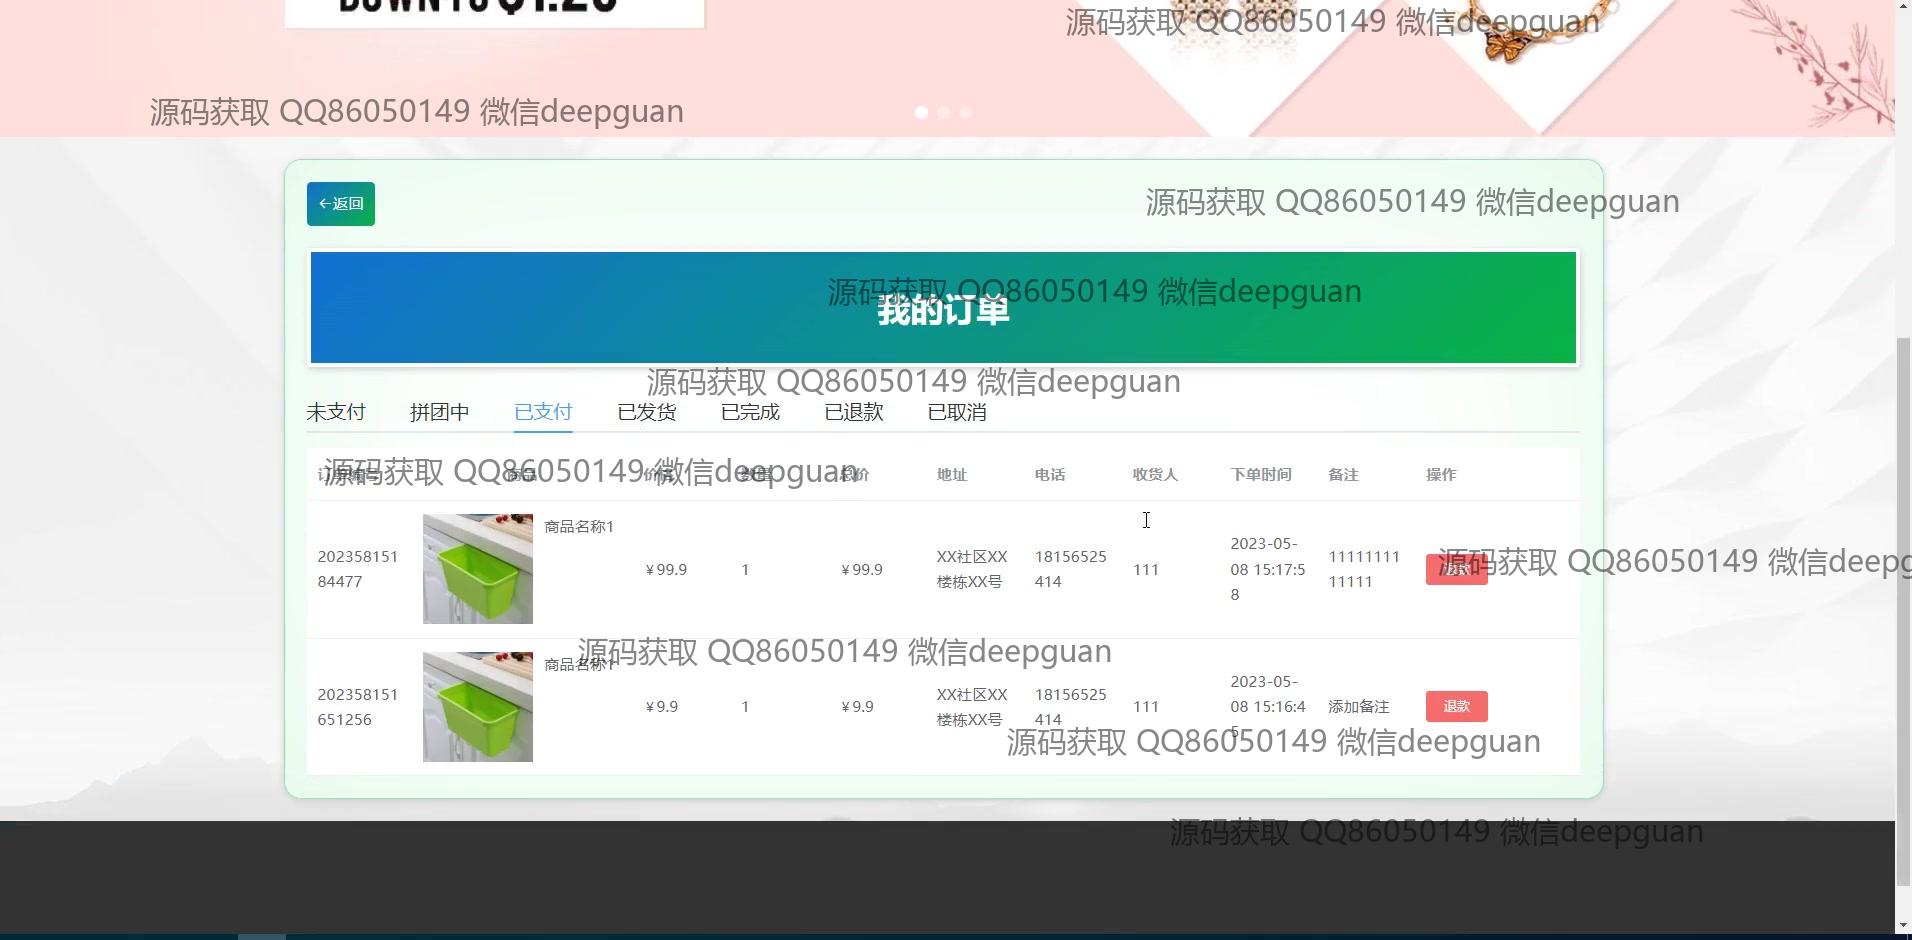 源码获取 QQ86050149 微信deepguan
源码获取 QQ86050149 微信deepguan
←返回
源码获取 QQ86050149 微信deepguan
源码获取 QQ86050149 微信deepguan
我的订单
源码获取 QQ86050149 微信deepguan
未支付 拼团中 已支付 已发货 已完成 已退款 已取消
源码获取 QQ86050149 微信deepguan
订单编号 商品 价格 数量 总价 地址 电话 收货人 下单时间 备注 操作
商品名称1
202358151
84477
¥99.9
1
¥99.9
XX社区XX
楼栋XX号
18156525
414
111
2023-05-
08 15:17:5
8
11111111
11111
退款
源码获取 QQ86050149 微信deepg
源码获取 QQ86050149 微信deepguan
商品名称1
202358151
651256
¥9.9
1
¥9.9
XX社区XX
楼栋XX号
18156525
414
111
2023-05-
08 15:16:4
5
添加备注
退款
源码获取 QQ86050149 微信deepguan
源码获取 QQ86050149 微信deepguan